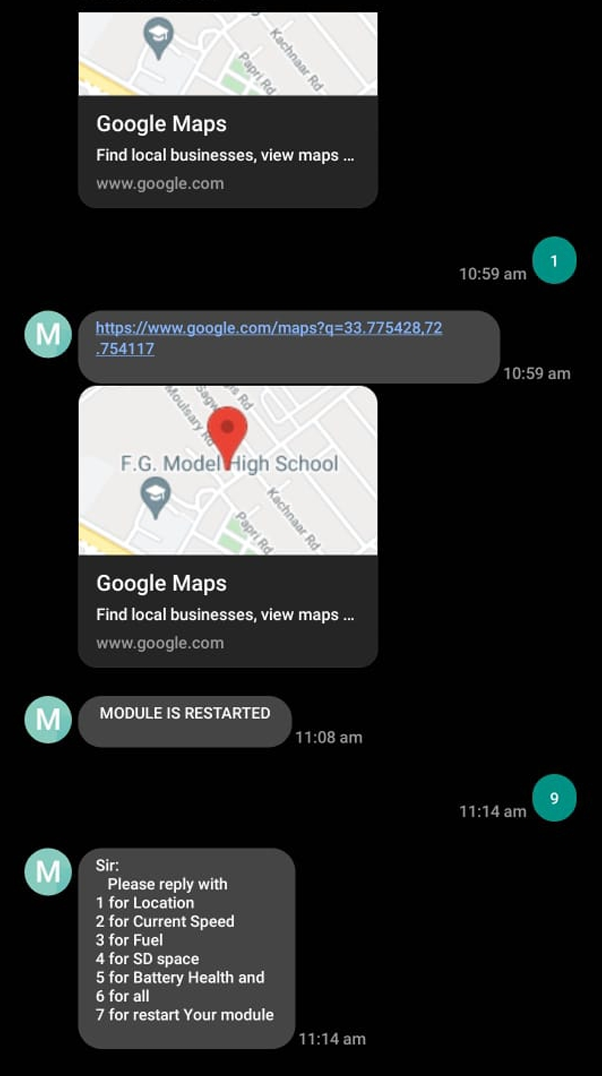 Kachnaar Rd
Papri Rd
Google Maps
Find local businesses, view maps ...
www.google.com
1
10:59 am
M
https://www.google.com/maps?q=33.775428,72
.754117
10:59 am
Moulsary Rd
Rd
F.G. Model High School
Kachnaar Rd
Papri Rd
Google Maps
Find local businesses, view maps ...
www.google.com
M
MODULE IS RESTARTED
11:08 am
9
11:14 am
M
Sir:
Please reply with
1 for Location
2 for Current Speed
3 for Fuel
4 for SD space
5 for Battery Health and
6 for all
7 for restart Your module
11:14 am